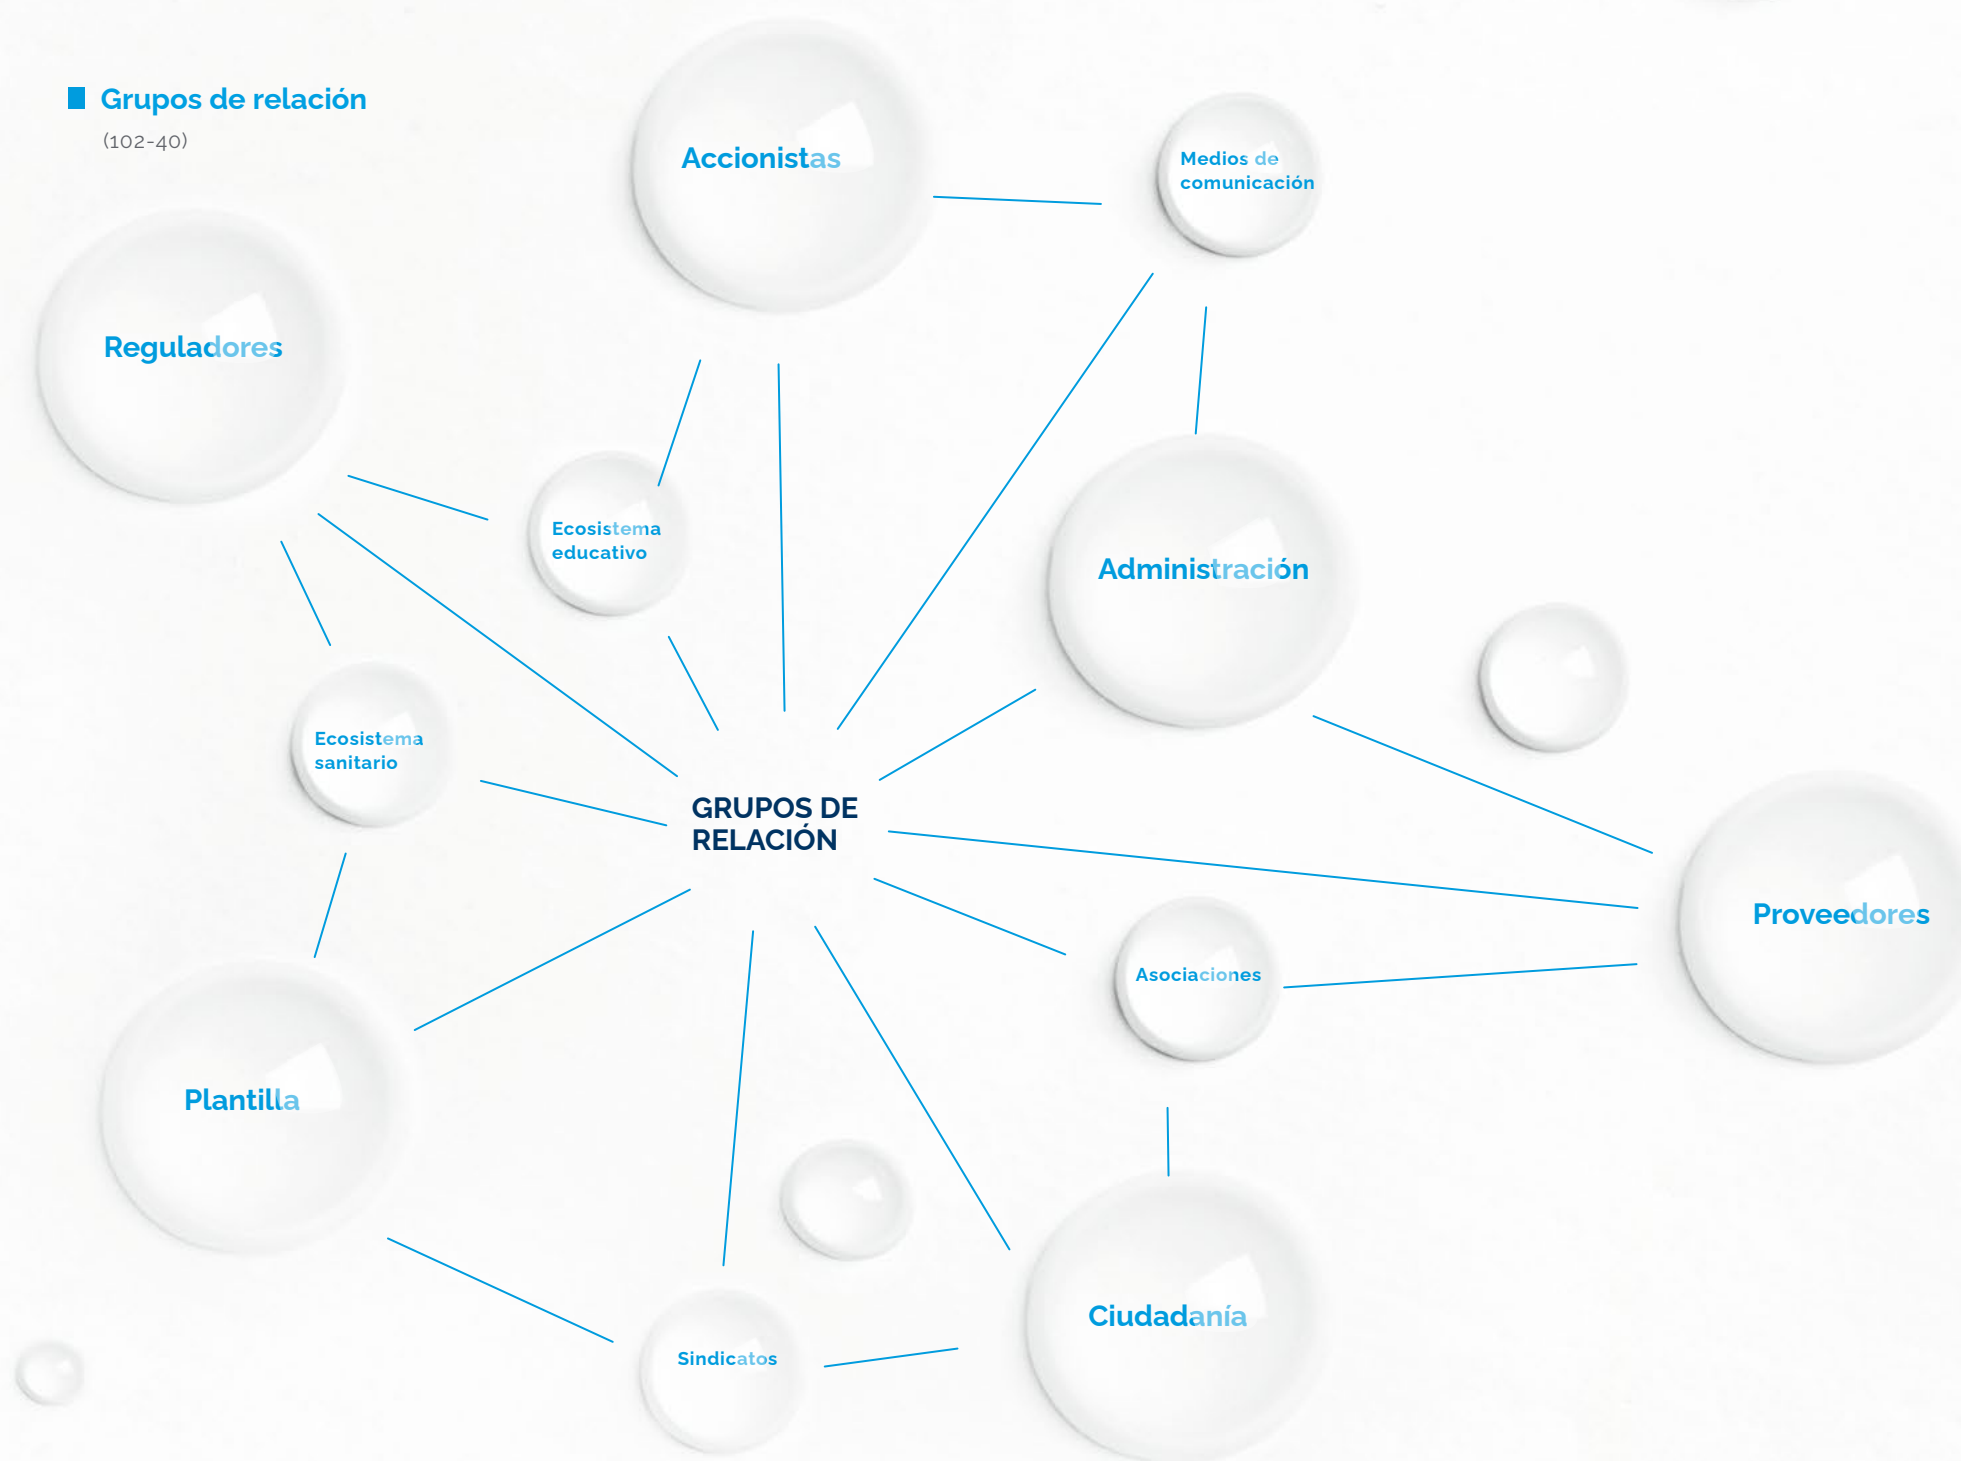 Grupos de relación
(102-40)
Accionistas
Medios de
comunicación
Reguladores
Ecosistema
educativo
Administración
Ecosistema
sanitario
GRUPOS DE
RELACIÓN
Proveedores
Asociaciones
Plantilla
Ciudadanía
Sindicatos